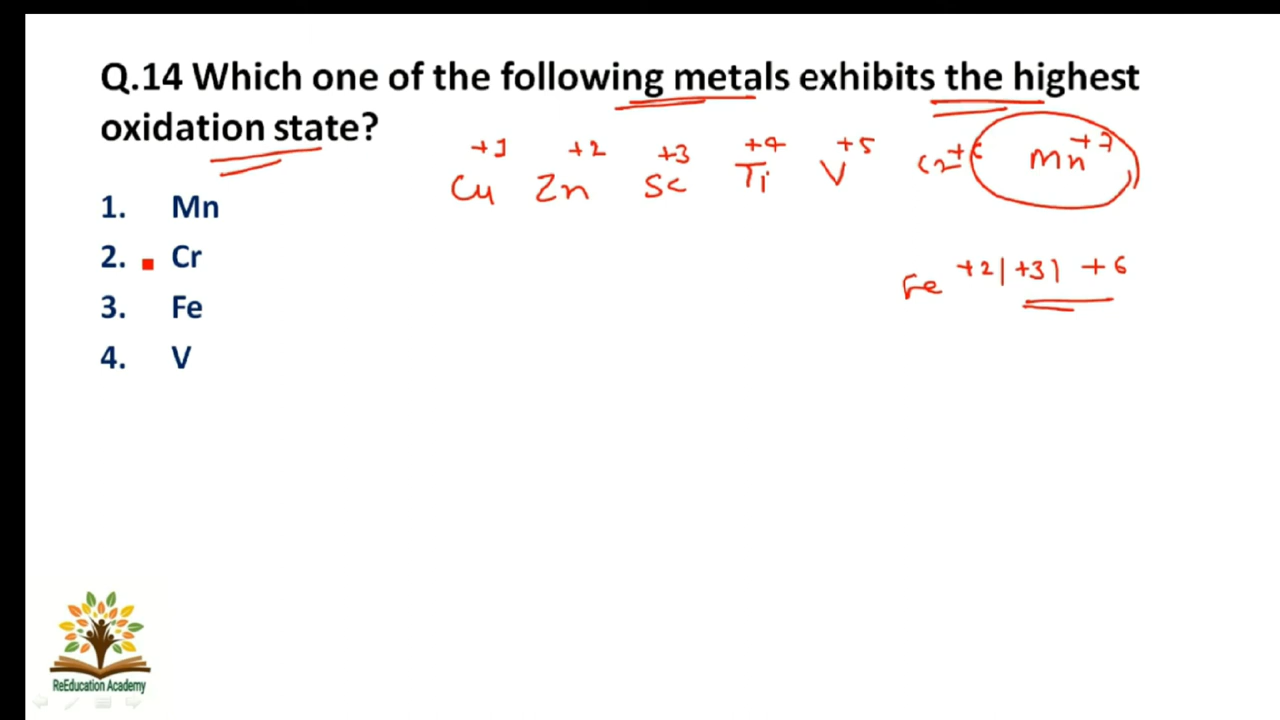 Q.14 Which one of the following metals exhibits the highest
oxidation state?
+1 +2 +3 +4 +5 +7
Cu Zn Sc Ti V Cr Mn
1. Mn
2. Cr
3. Fe
4. V
Fe +2| +3| +6
ReEducation Academy